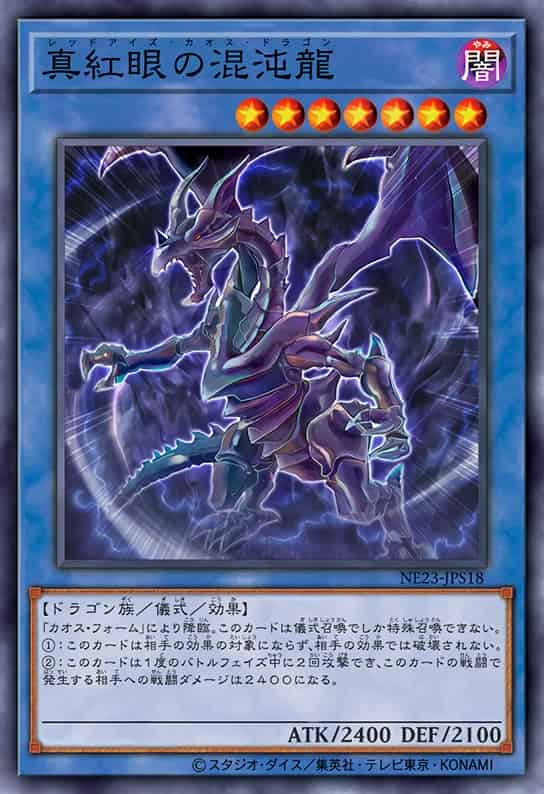 レッドアイズ・カオス・ドラゴン
真紅眼の混沌龍
やみ
闇
NE23-JPS18
【ドラゴン族／儀式／効果】
「カオス・フォーム」により降臨。このカードは儀式召喚でしか特殊召喚できない。
①：このカードは相手の効果の対象にならず、相手の効果では破壊されない。
②：このカードは１度のバトルフェイズ中に２回攻撃でき、このカードの戦闘で
発生する相手への戦闘ダメージは２４００になる。
ATK/2400 DEF/2100
©スタジオ・ダイス／集英社・テレビ東京・KONAMI